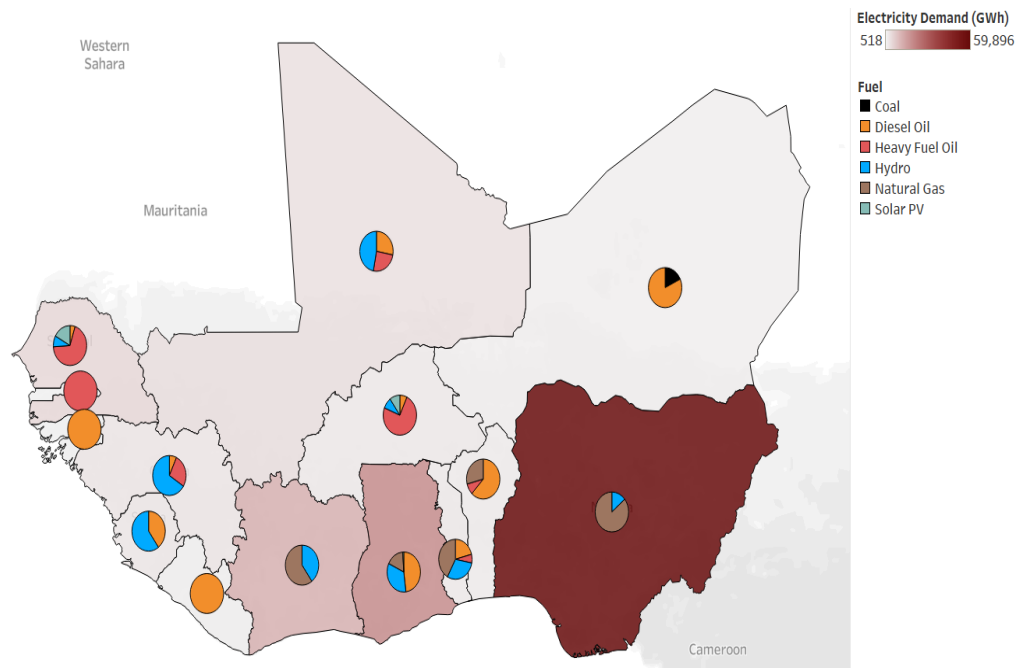 Western
Sahara
Mauritania
Cameroon
Electricity Demand (GWh)
518 59,896
Fuel
Coal
Diesel Oil
Heavy Fuel Oil
Hydro
Natural Gas
Solar PV